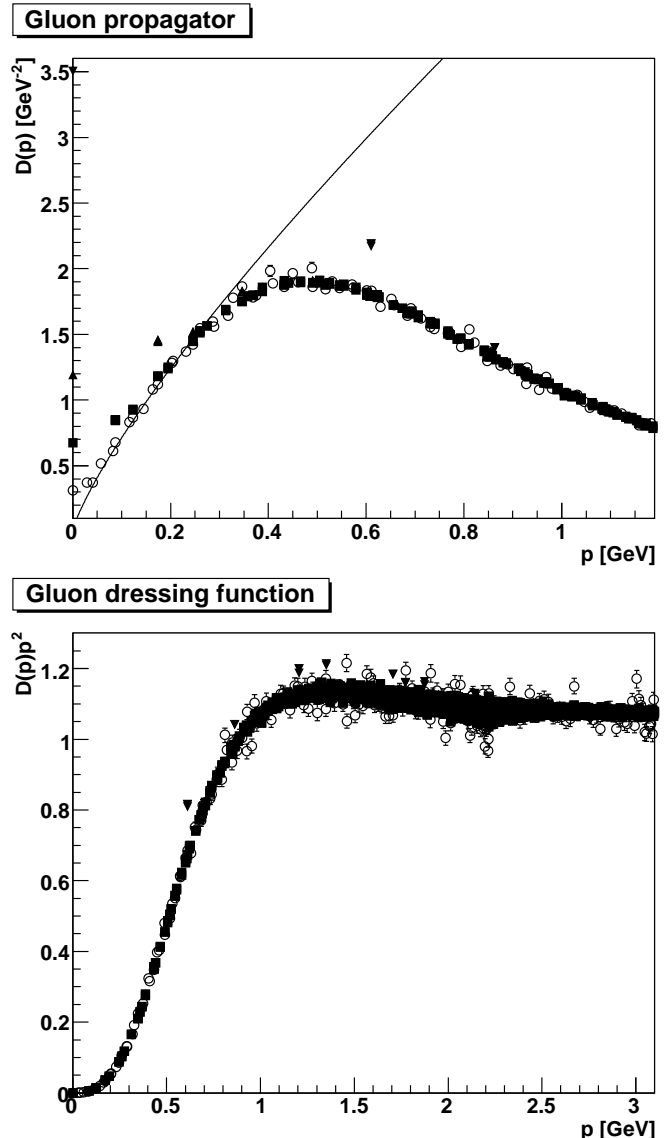 Gluon propagator
D(p) [GeV⁻²]
3.5
3
2.5
2
1.5
1
0.5
0 0.2 0.4 0.6 0.8 1
p [GeV]
Gluon dressing function
D(p)p²
1.2
1
0.8
0.6
0.4
0.2
0
0 0.5 1 1.5 2 2.5 3
p [GeV]